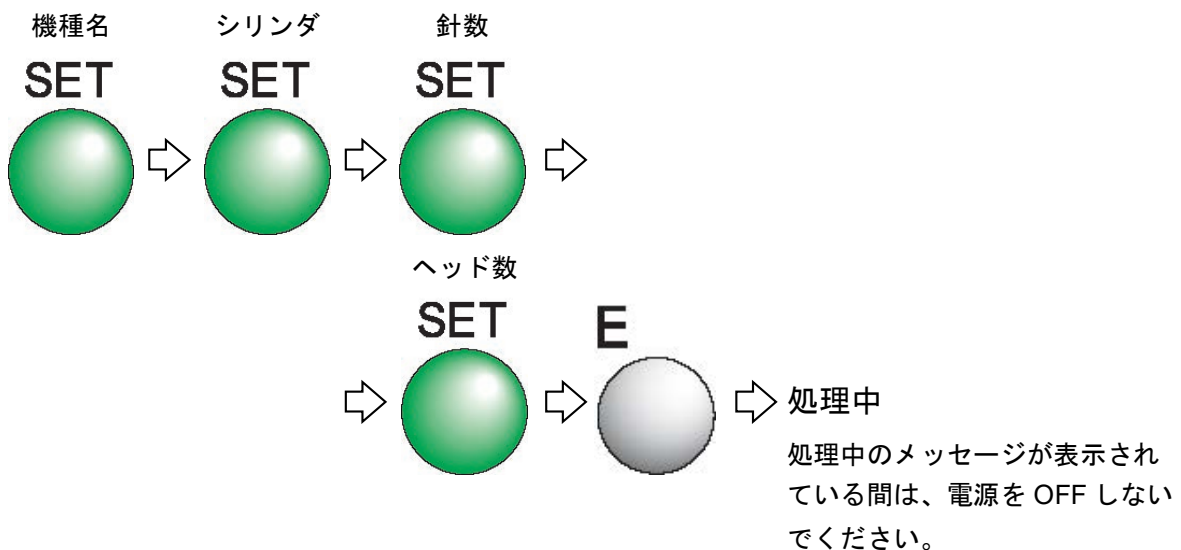 機種名 シリンダ 針数
SET SET SET
ヘッド数
SET E
処理中
処理中のメッセージが表示され
ている間は、電源を OFF しない
でください。